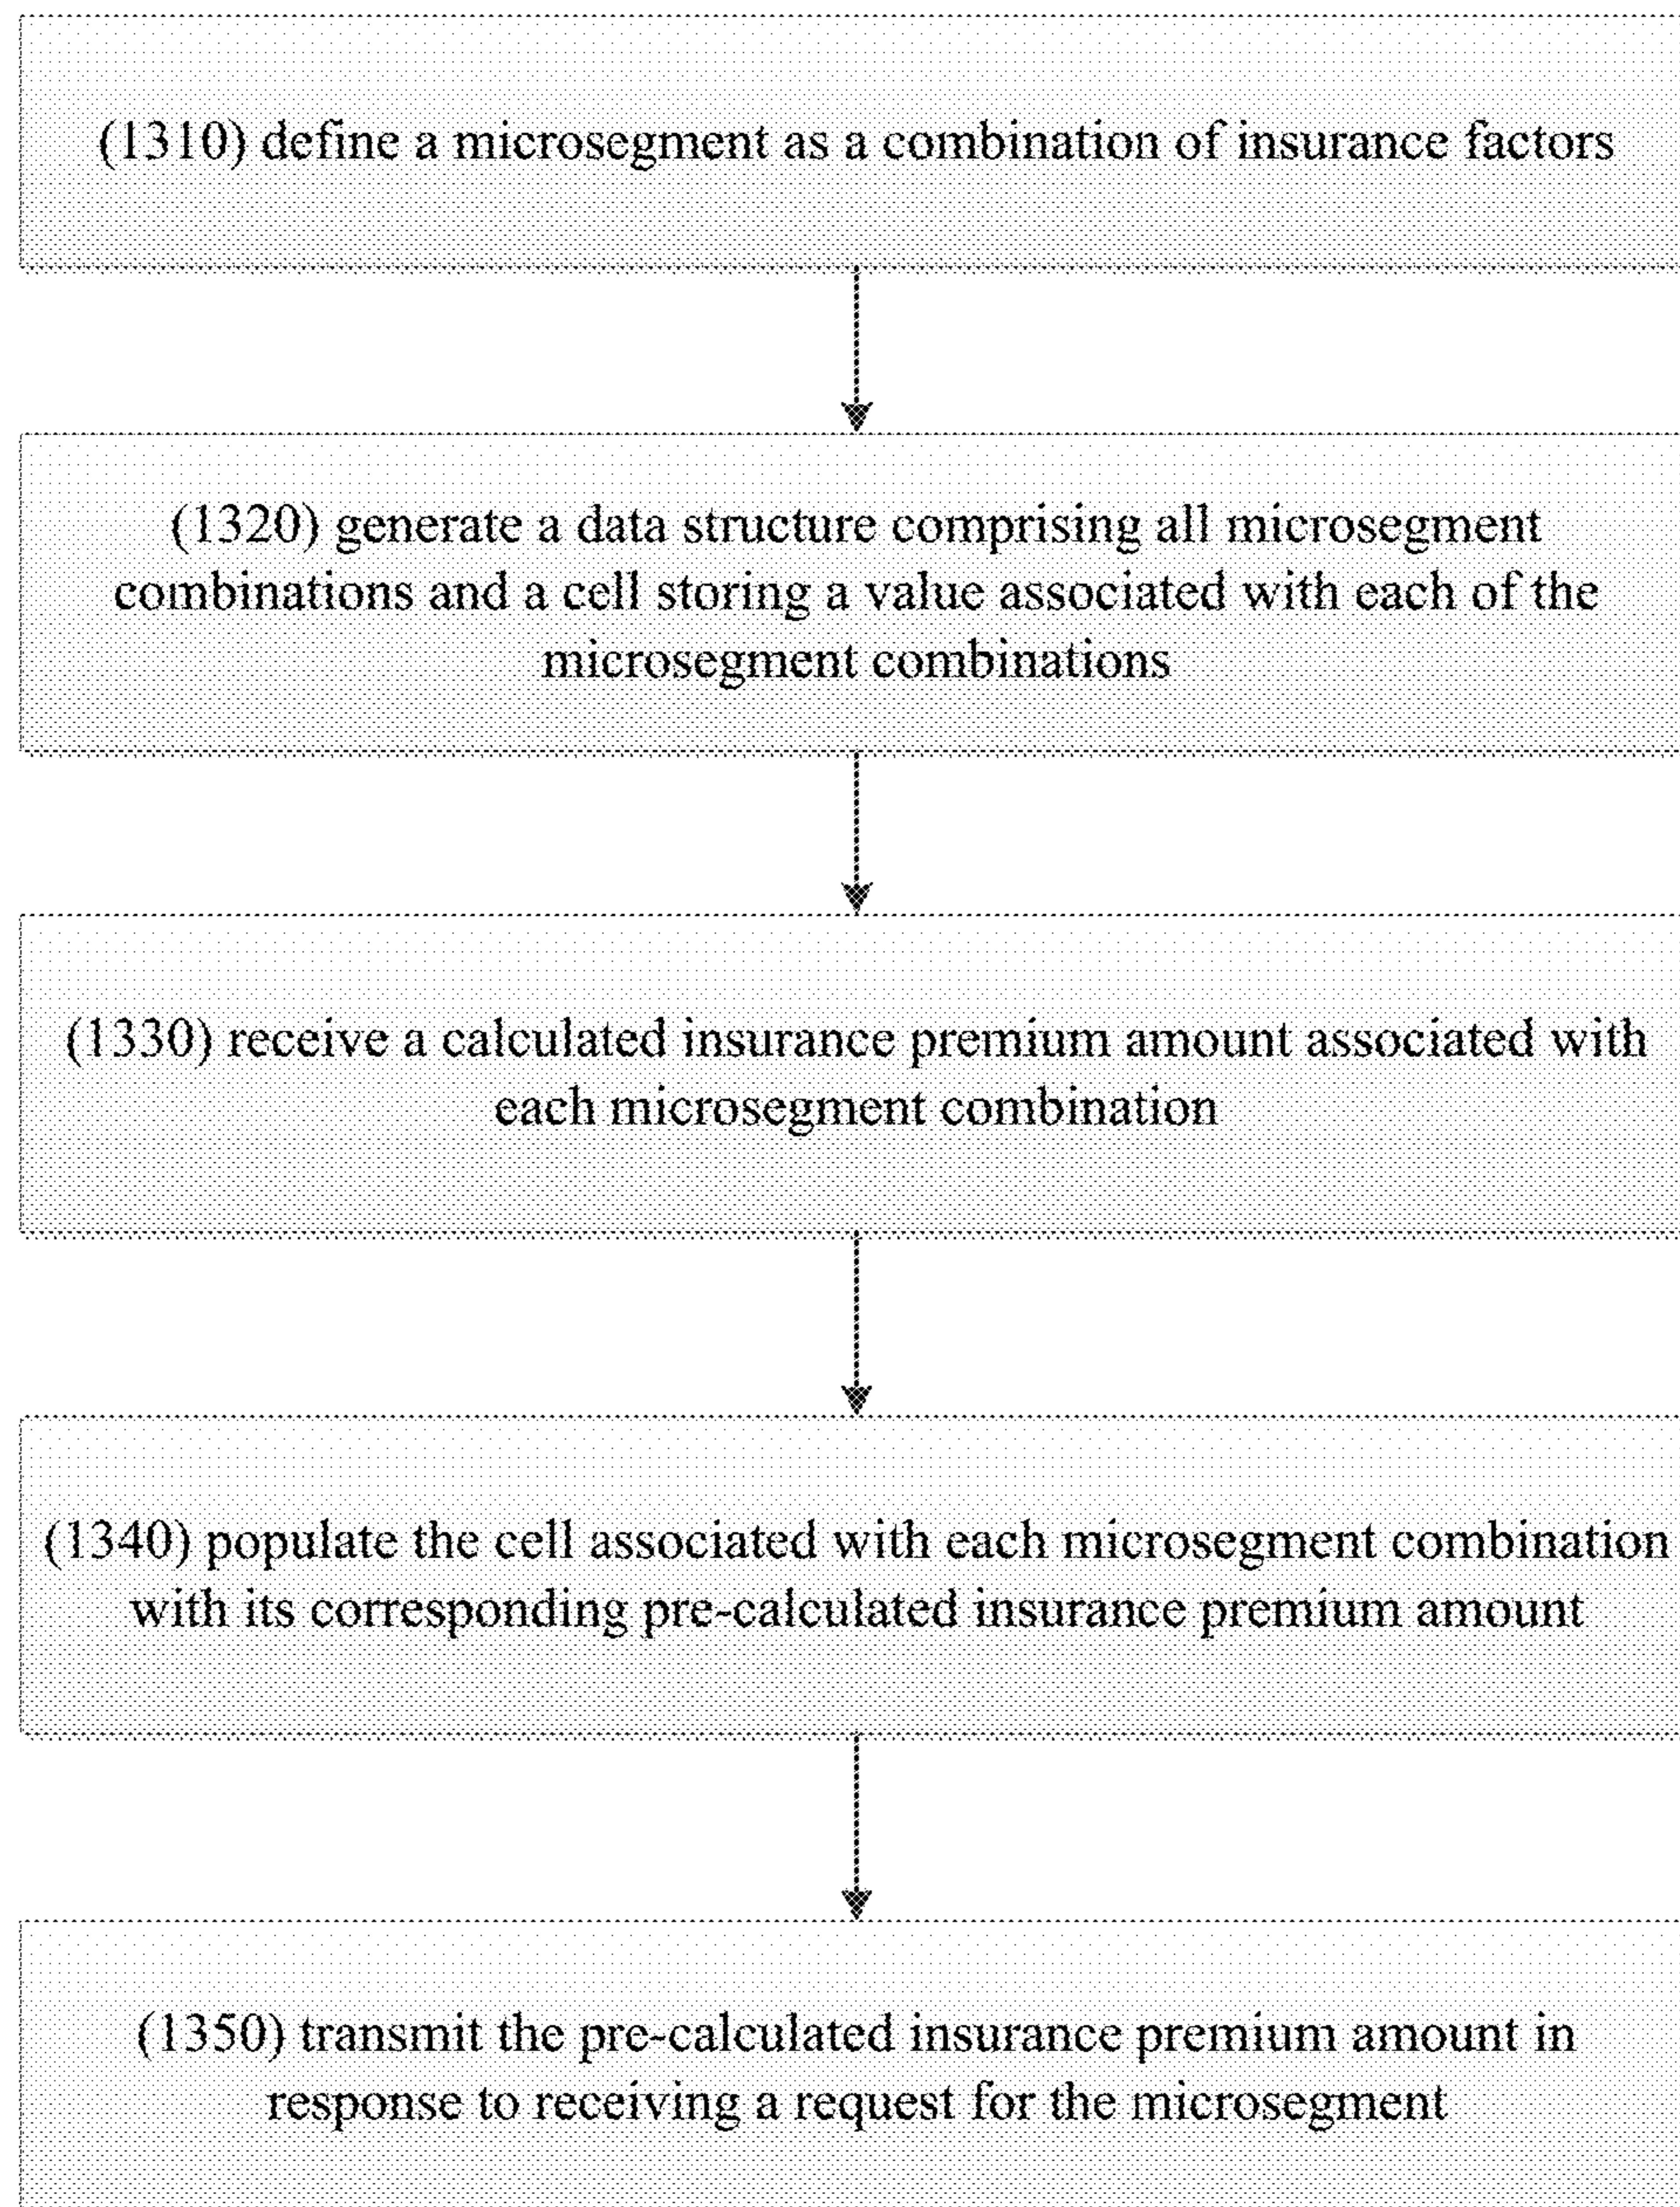 (1310) define a microsegment as a combination of insurance factors
(1320) generate a data structure comprising all microsegment
combinations and a cell storing a value associated with each of the
microsegment combinations
(1330) receive a calculated insurance premium amount associated with
each microsegment combination
(1340) populate the cell associated with each microsegment combination
with its corresponding pre-calculated insurance premium amount
(1350) transmit the pre-calculated insurance premium amount in
response to receiving a request for the microsegment